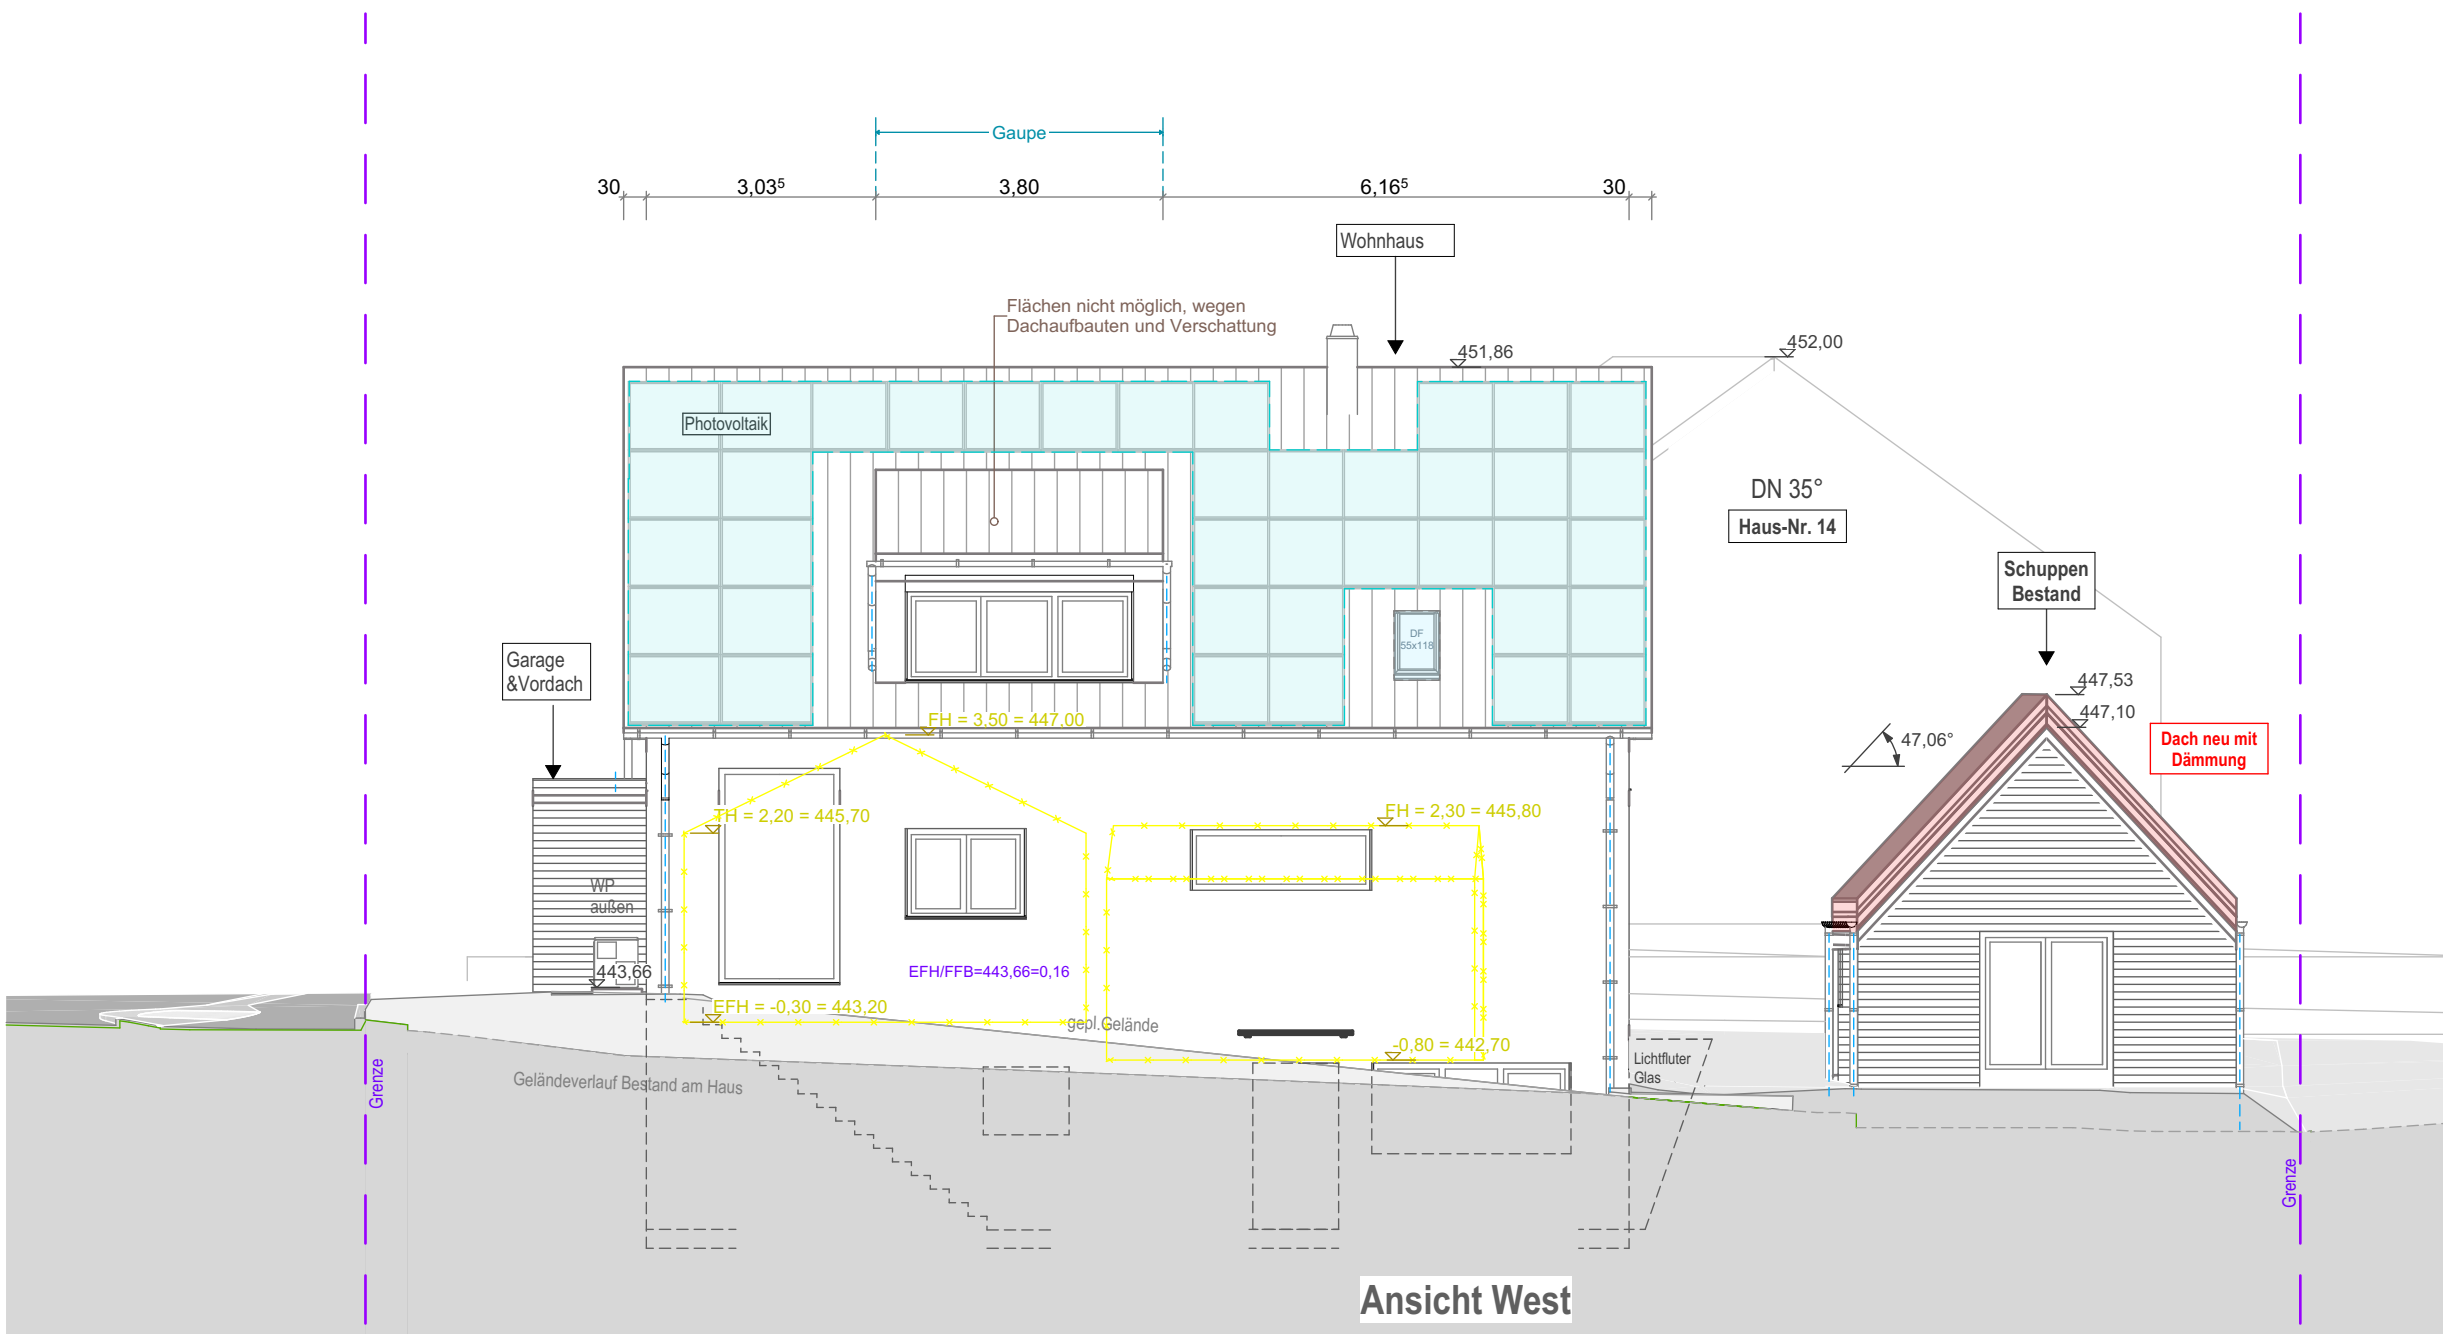 Gaupe
30
3,03⁵
3,80
6,16⁵
30
Wohnhaus
Flächen nicht möglich, wegen
Dachaufbauten und Verschattung
451,86
452,00
Photovoltaik
DN 35°
Haus-Nr. 14
Schuppen
Bestand
DF
55x118
Garage
&Vordach
447,53
447,10
FH = 3.50 = 447.00
47,06°
Dach neu mit
Dämmung
TH = 2,20 = 445,70
FH = 2,30 = 445,80
WP
außen
443,66
EFH/FFB=443,66=0,16
EFH = -0,30 = 443,20
gepl.Gelände
-0,80 = 442,70
Lichtfluter
Glas
Geländeverlauf Bestand am Haus
Grenze
Grenze
Ansicht West